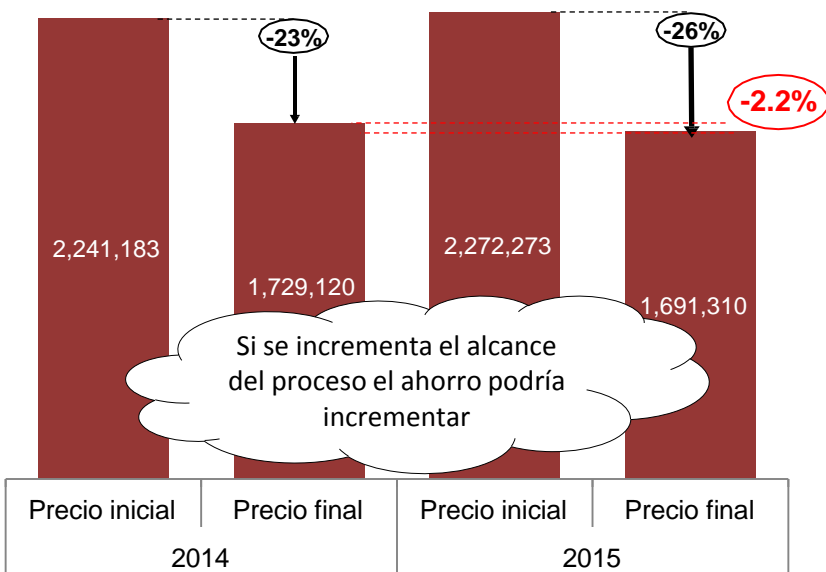 -23%
-26%
-2.2%
2,241,183
1,729,120
2,272,273
1,691,310
Si se incrementa el alcance
del proceso el ahorro podría
incrementar
Precio inicial
Precio final
Precio inicial
Precio final
2014
2015